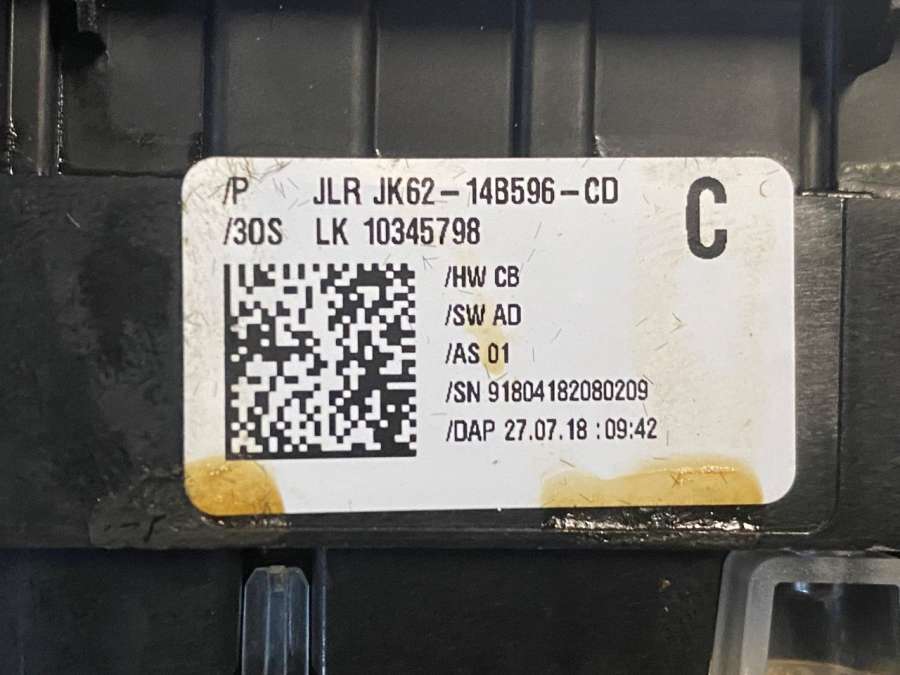 /P JLR JK62-14B596-CD
C
/30S LK 10345798
/HW CB
/SW AD
/AS 01
/SN 91804182080209
/DAP 27.07.18 :09:42